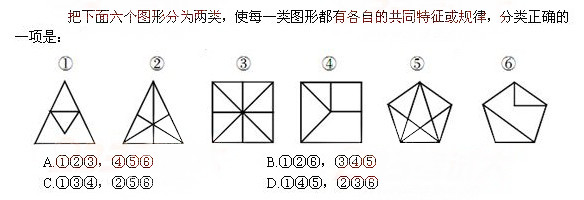 把下面六个图形分为两类，使每一类图形都有各自的共同特征或规律，分类正确的
一项是：
① ② ③ ④ ⑤ ⑥
A.①②③，④⑤⑥ B.①②⑥，③④⑤
C.①③④，②⑤⑥ D.①④⑤，②③⑥